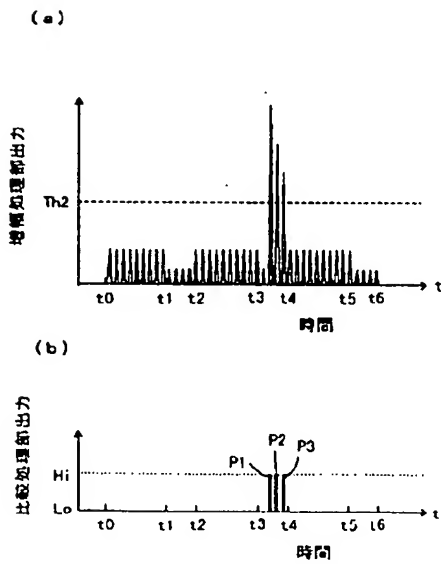 (a)
増幅処理部出力
Th2
t0 t1 t2 t3 t4 t5 t6 t
時間
(b)
比較処理部出力
P1 P2 P3
Hi
Lo
t0 t1 t2 t3 t4 t5 t6 t
時間